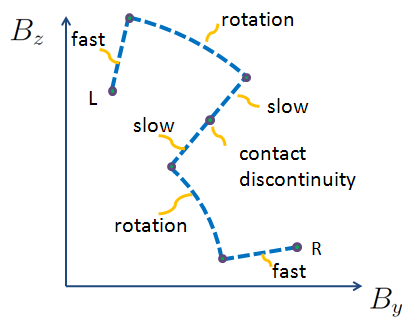 B_z
fast
rotation
L
slow
slow
contact
discontinuity
rotation
R
fast
B_y